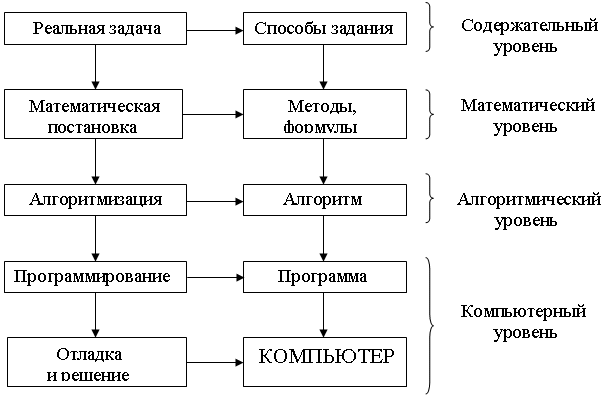 Реальная задача
Способы задания
Содержательный
уровень
Математическая
постановка
Методы,
формулы
Математический
уровень
Алгоритмизация
Алгоритм
Алгоритмический
уровень
Программирование
Программа
Компьютерный
уровень
Отладка
и решение
КОМПЬЮТЕР